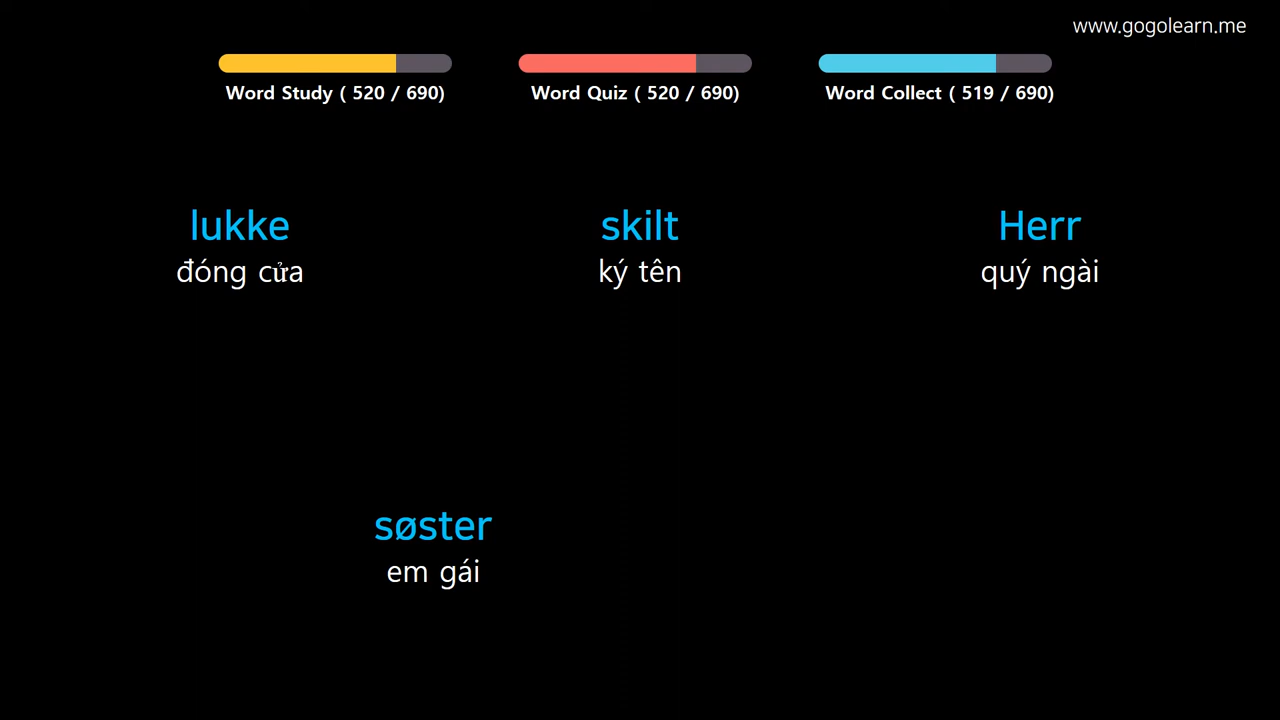 www.gogolearn.me
Word Study ( 520 / 690)
Word Quiz ( 520 / 690)
Word Collect ( 519 / 690)
lukke
đóng cửa
skilt
ký tên
Herr
quý ngài
søster
em gái